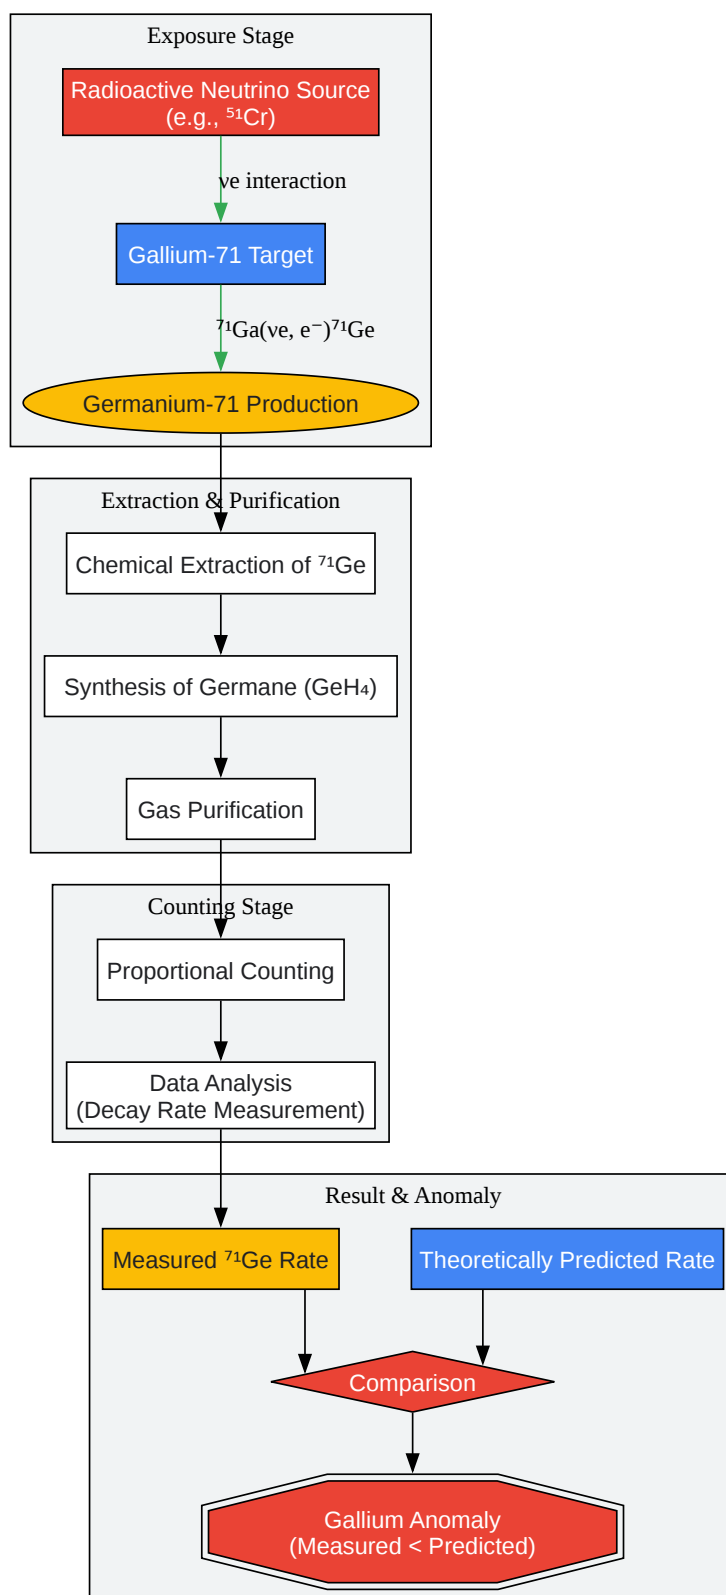 Exposure Stage
Radioactive Neutrino Source
(e.g., ⁵¹Cr)
νe interaction
Gallium-71 Target
⁷¹Ga(νe, e⁻)⁷¹Ge
Germanium-71 Production
Extraction & Purification
Chemical Extraction of ⁷¹Ge
Synthesis of Germane (GeH₄)
Gas Purification
Counting Stage
Proportional Counting
Data Analysis
(Decay Rate Measurement)
Result & Anomaly
Measured ⁷¹Ge Rate
Theoretically Predicted Rate
Comparison
Gallium Anomaly
(Measured < Predicted)